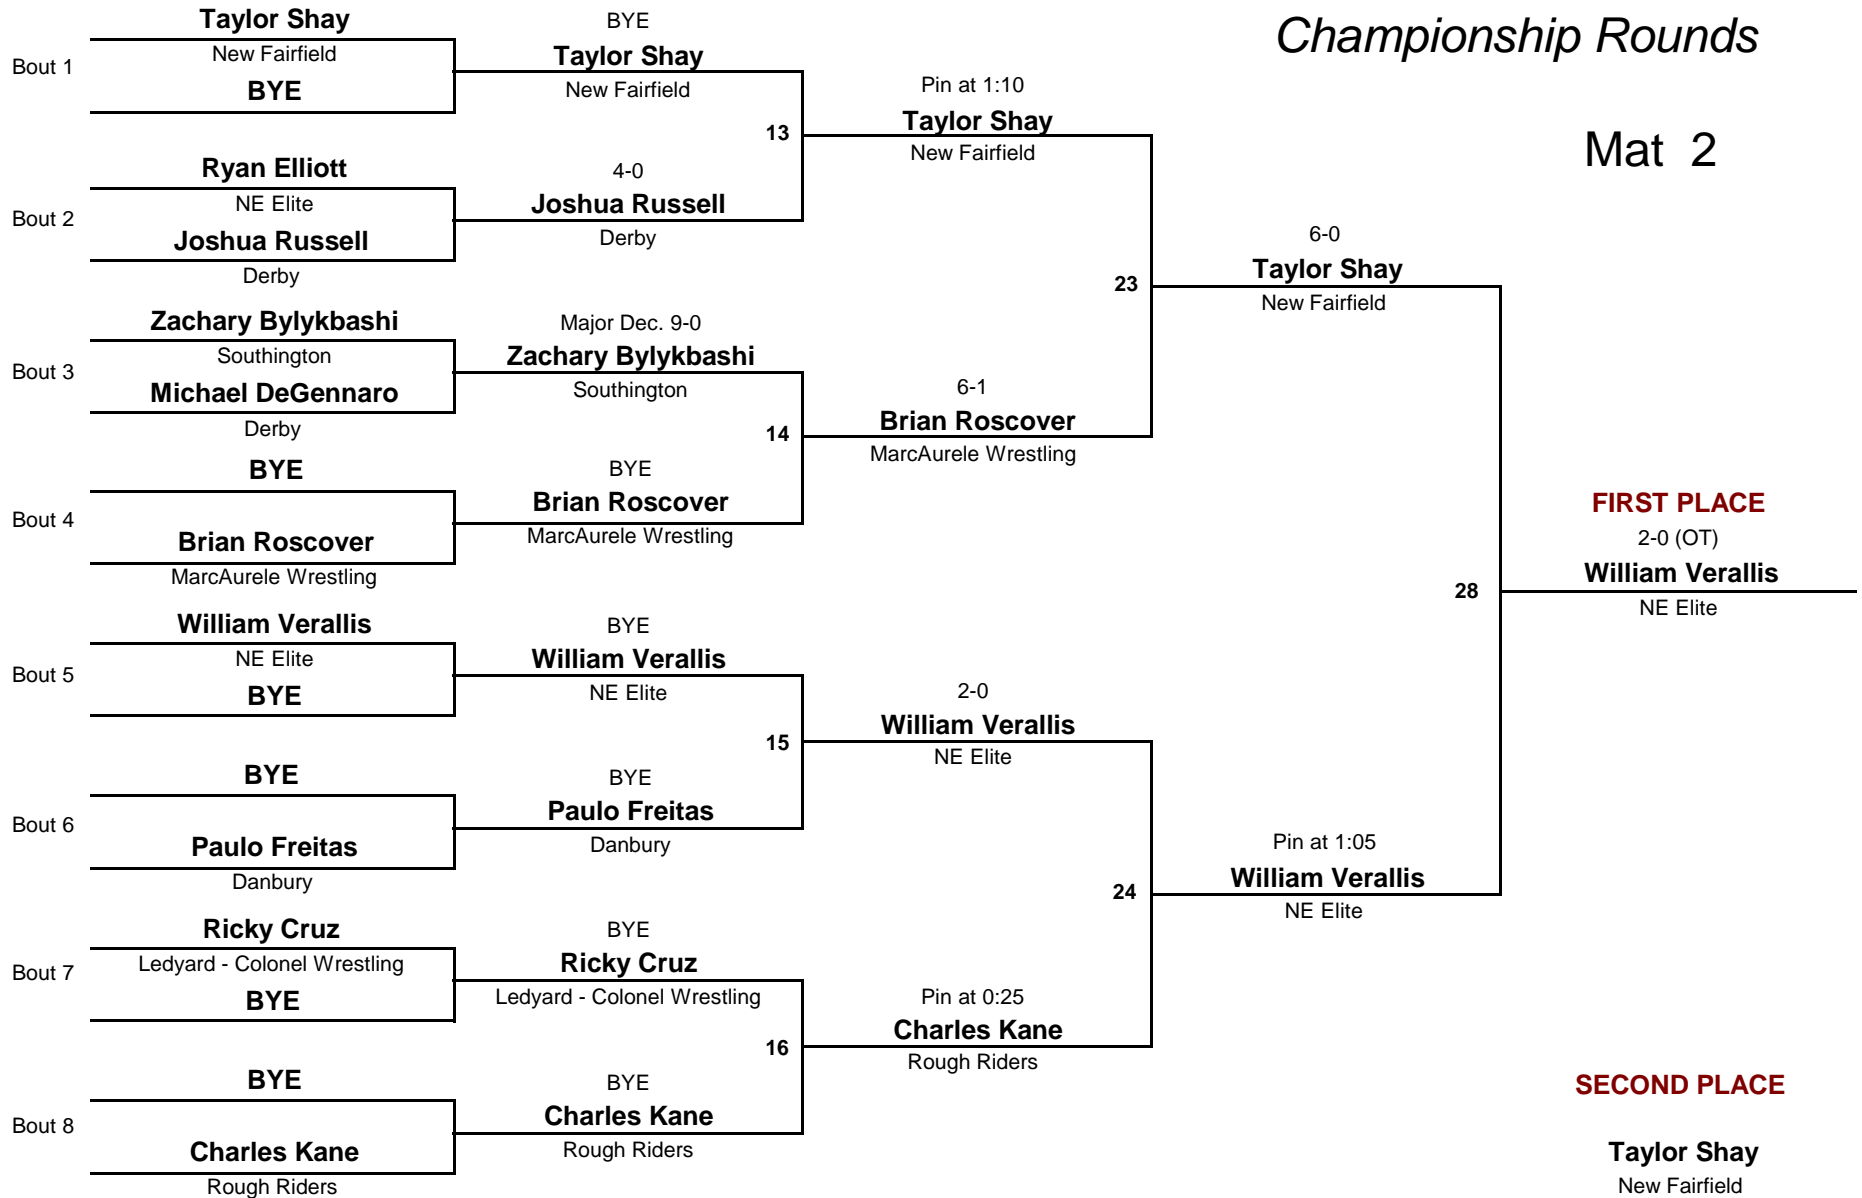 Championship Rounds
Mat 2
Bout 1
Taylor Shay
New Fairfield
BYE
Bout 2
Ryan Elliott
NE Elite
Joshua Russell
Derby
Bout 3
Zachary Bylykbashi
Southington
Michael DeGennaro
Derby
Bout 4
BYE
Brian Roscover
MarcAurele Wrestling
Bout 5
William Verallis
NE Elite
BYE
Bout 6
BYE
Paulo Freitas
Danbury
Bout 7
Ricky Cruz
Ledyard - Colonel Wrestling
BYE
Bout 8
BYE
Charles Kane
Rough Riders
BYE
Taylor Shay
New Fairfield
13
4-0
Joshua Russell
Derby
Major Dec. 9-0
Zachary Bylykbashi
Southington
14
BYE
Brian Roscover
MarcAurele Wrestling
BYE
William Verallis
NE Elite
15
BYE
Paulo Freitas
Danbury
BYE
Ricky Cruz
Ledyard - Colonel Wrestling
16
BYE
Charles Kane
Rough Riders
Pin at 1:10
Taylor Shay
New Fairfield
23
6-1
Brian Roscover
MarcAurele Wrestling
2-0
William Verallis
NE Elite
24
Pin at 0:25
Charles Kane
Rough Riders
6-0
Taylor Shay
New Fairfield
28
Pin at 1:05
William Verallis
NE Elite
FIRST PLACE
2-0 (OT)
William Verallis
NE Elite
SECOND PLACE
Taylor Shay
New Fairfield